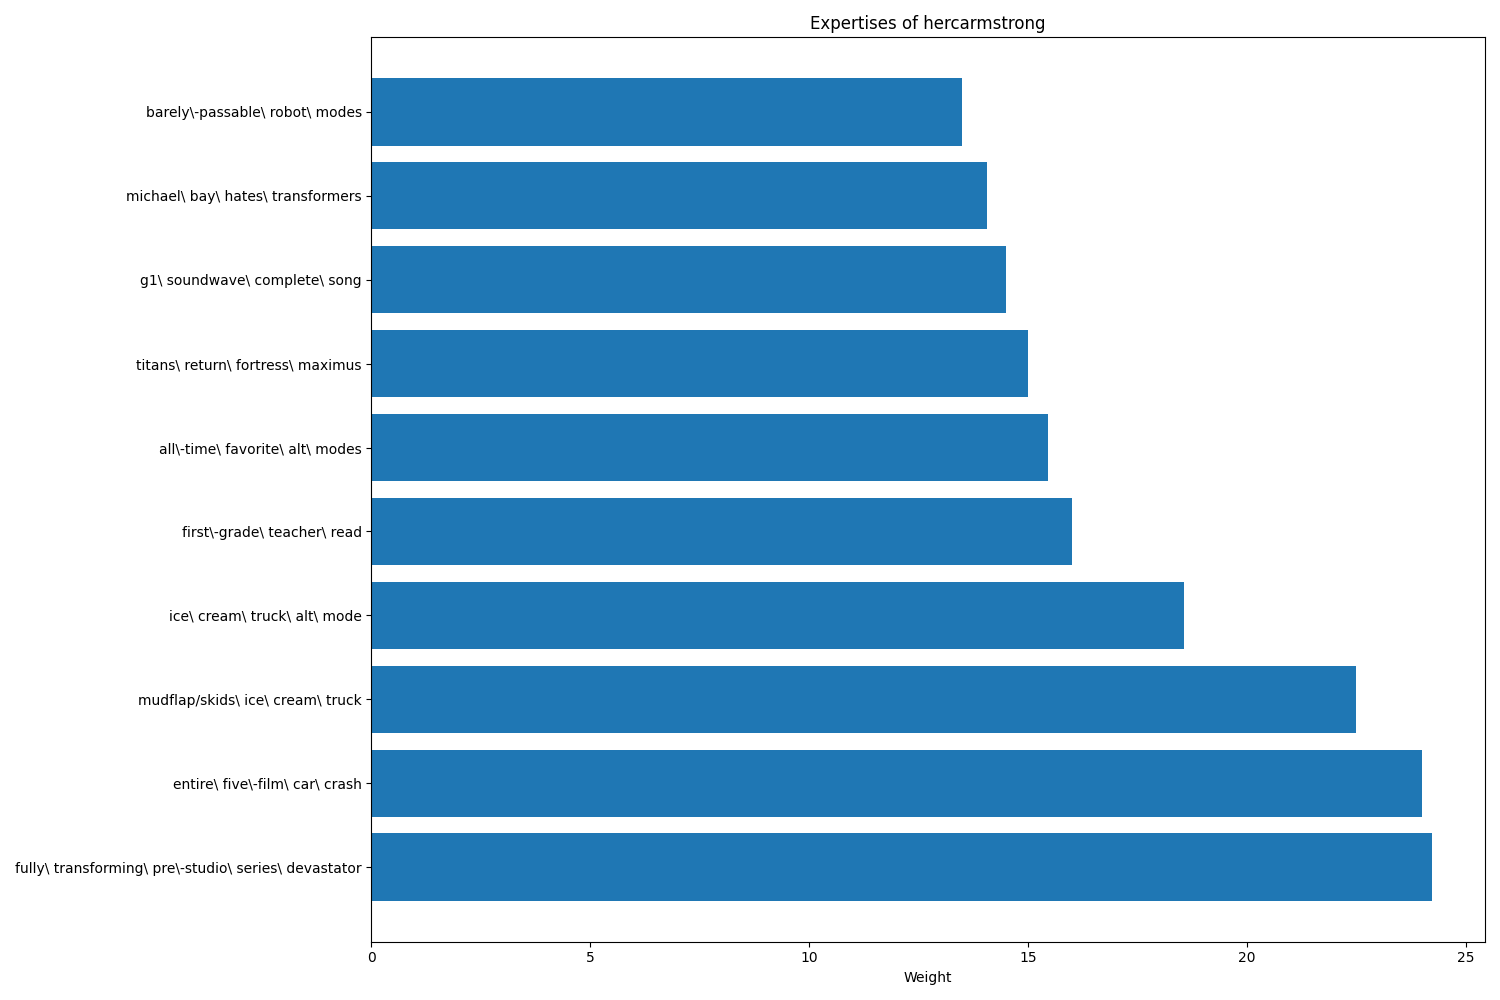 Expertises of hercarmstrong
barely\-passable\ robot\ modes
michael\ bay\ hates\ transformers
g1\ soundwave\ complete\ song
titans\ return\ fortress\ maximus
all\-time\ favorite\ alt\ modes
first\-grade\ teacher\ read
ice\ cream\ truck\ alt\ mode
mudflap/skids\ ice\ cream\ truck
entire\ five\-film\ car\ crash
fully\ transforming\ pre\-studio\ series\ devastator
0 5 10 15 20 25
Weight